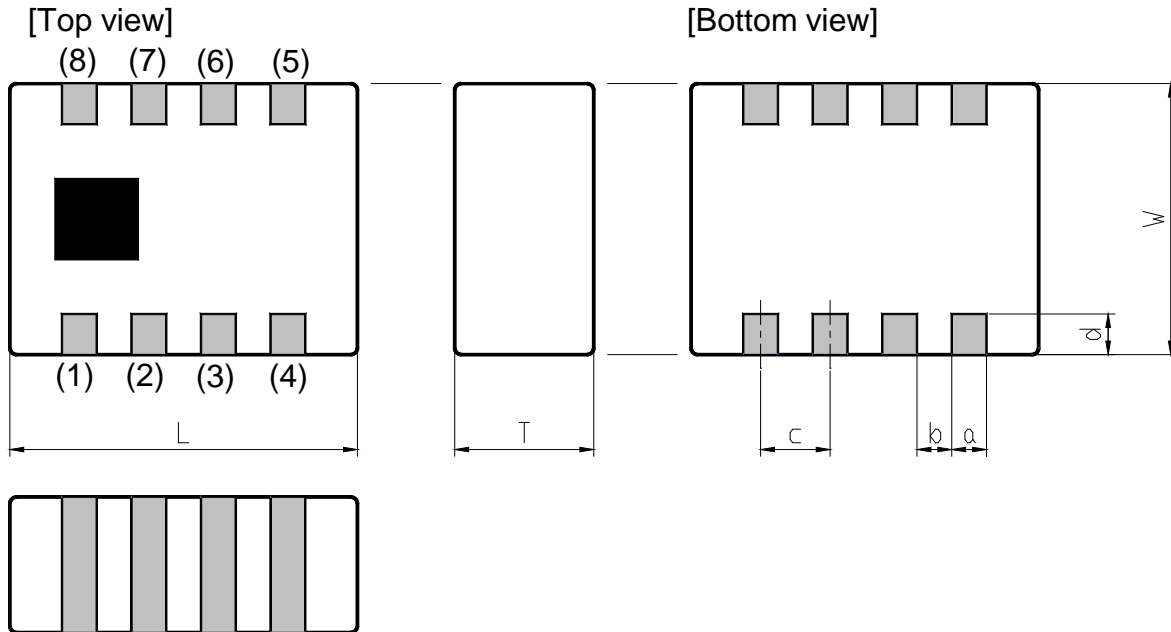 [Top view]
[Bottom view]
(8) (7) (6) (5)
W
d
(1) (2) (3) (4)
L
T
c
b
a